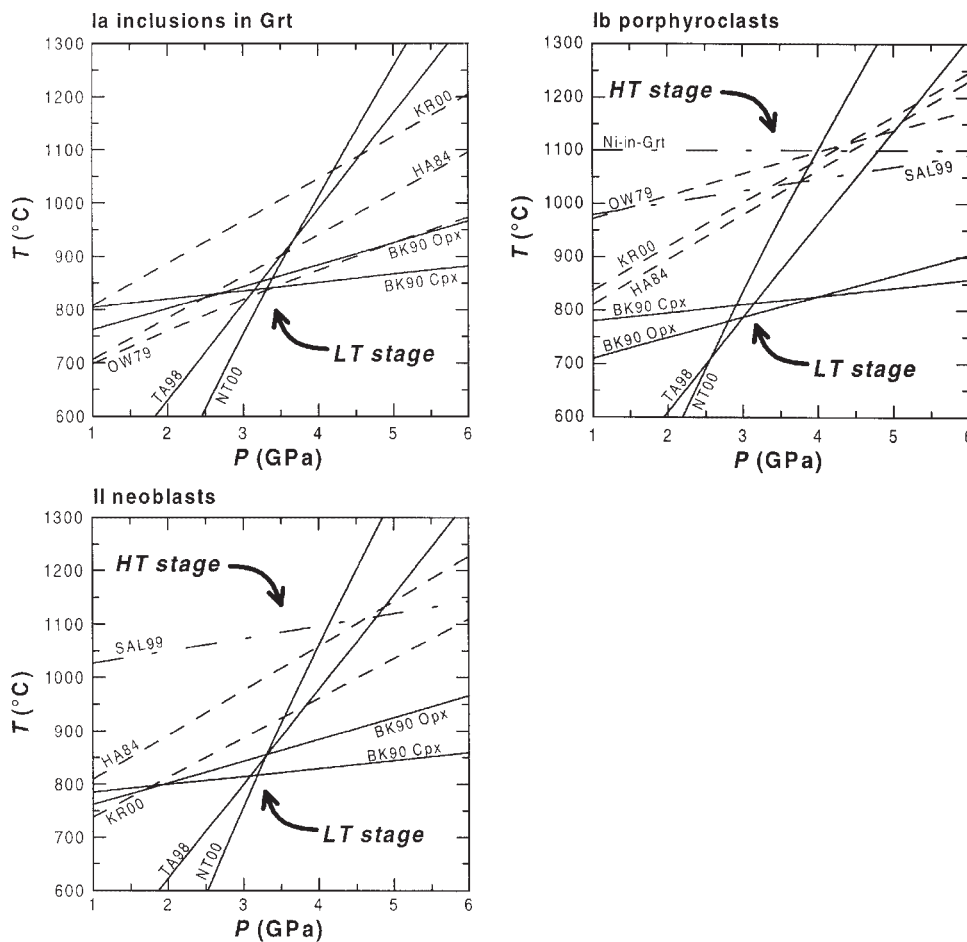 Ia inclusions in Grt
1300
1200
1100
1000
900
800
700
600
T (°C)
KR00
HA84
BK90 Opx
BK90 Cpx
OW79
TA98
NT00
LT stage
1 2 3 4 5 6
P (GPa)
Ib porphyroclasts
1300
1200
1100
1000
900
800
700
600
T (°C)
HT stage
Ni-in-Grt
OW79
SAL99
KR00
HA84
BK90 Cpx
BK90 Opx
TA98
NT00
LT stage
1 2 3 4 5 6
P (GPa)
II neoblasts
1300
1200
1100
1000
900
800
700
600
T (°C)
HT stage
SAL99
HA84
KR00
BK90 Opx
BK90 Cpx
TA98
NT00
LT stage
1 2 3 4 5 6
P (GPa)